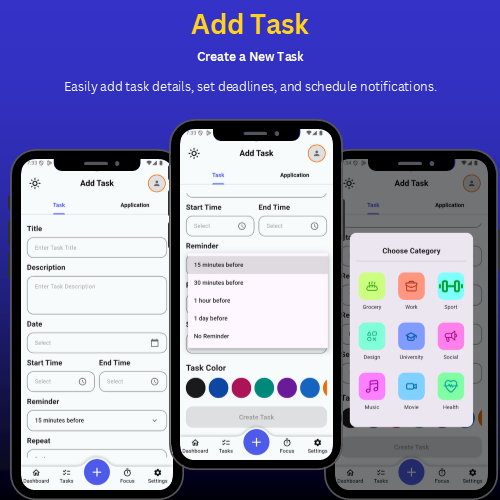 Add Task
Create a New Task
Easily add task details, set deadlines, and schedule notifications.
7:33
Add Task
Task
Application
Title
Enter Task Title
Description
Enter Task Description
Date
Select
Start Time
End Time
Select
Select
Reminder
15 minutes before
Repeat
Dashboard
Tasks
Focus
Settings
7:33
Add Task
Task
Application
Start Time
End Time
Select
Select
Reminder
15 minutes before
30 minutes before
1 hour before
1 day before
No Reminder
Task Color
Create Task
Dashboard
Tasks
Focus
Settings
Add Task
Task
Application
Choose Category
Grocery
Work
Sport
Design
University
Social
Music
Movie
Health
Create Task
Dashboard
Tasks
Focus
Settings